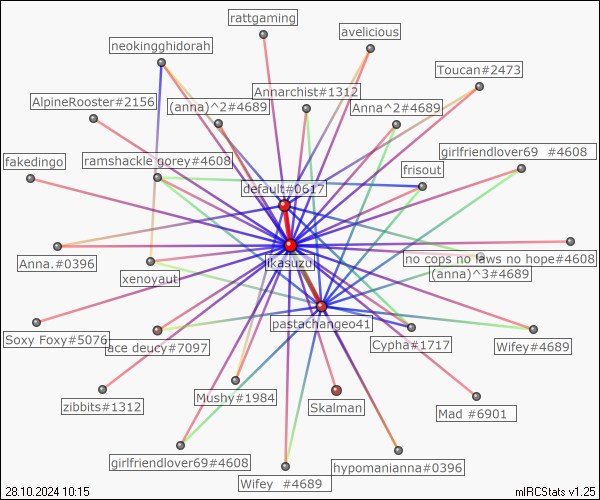 rattgaming
avelicious
neokingghidorah
Toucan#2473
Annarchist#1312
AlpineRooster#2156
(anna)^2#4689
Anna^2#4689
girlfriendlover69 #4608
fakedingo
ramshackle gorey#4608
frisout
default#0617
ikasuzu
no cops no laws no hope#4608
Anna.#0396
(anna)^3#4689
xenoyaut
pastachangeo41
Soxy Foxy#5076
ace deucy#7097
Cypha#1717
Wifey#4689
Mushy#1984
zibbits#1312
Skalman
Mad #6901
girlfriendlover69#4608
hypomanianna#0396
Wifey #4689
28.10.2024 10:15
mIRCStats v1.25